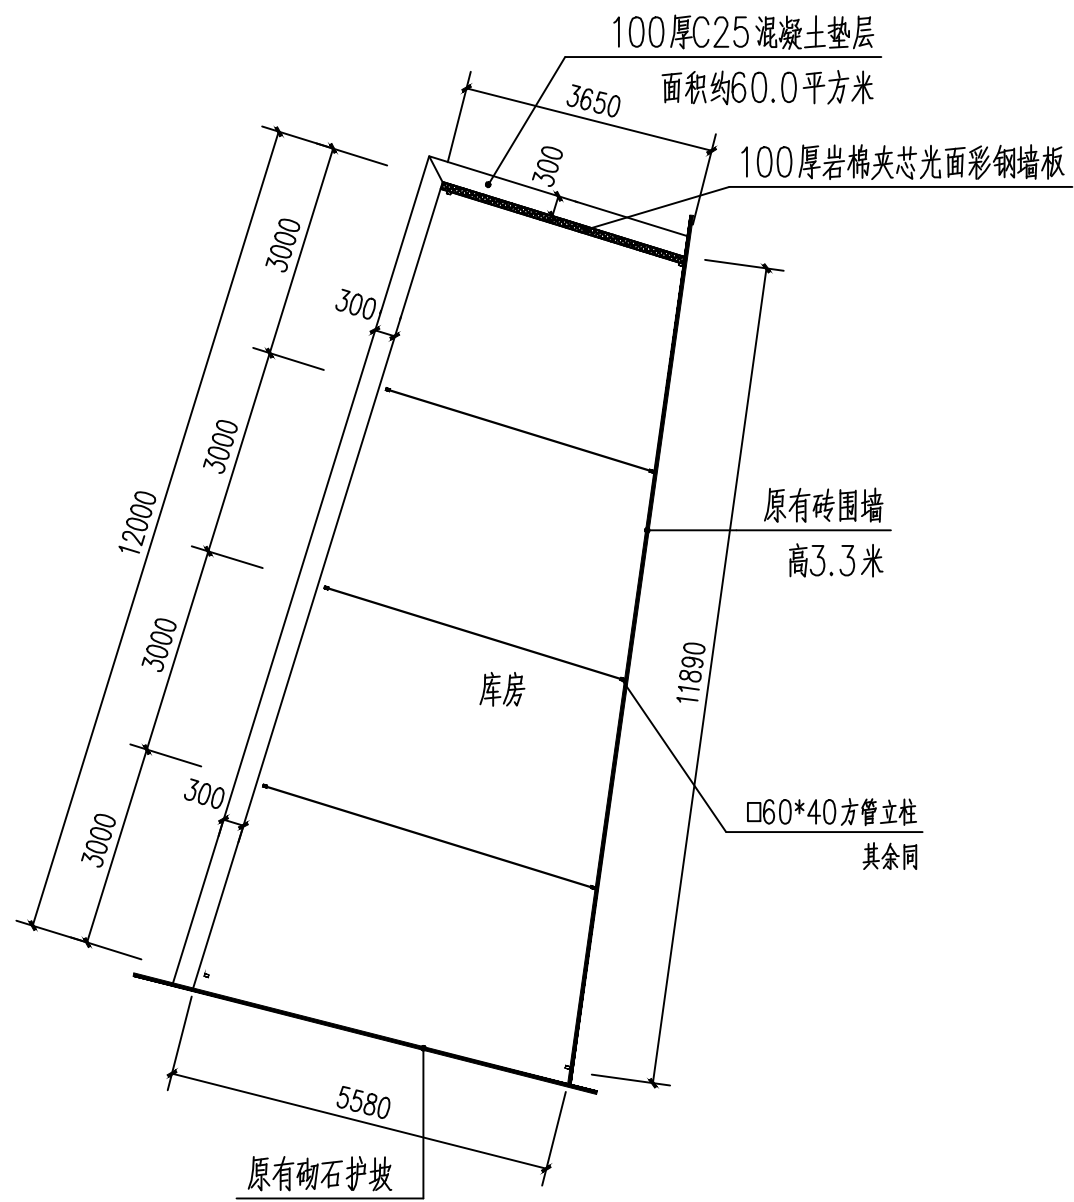 100厚C25混凝土垫层
面积约60.0平方米
3650
300
100厚岩棉夹芯光面彩钢墙板
3000
300
3000
12000
原有砖围墙
高3.3米
3000
11890
库房
300
□60*40方管立柱
其余同
3000
5580
原有砌石护坡